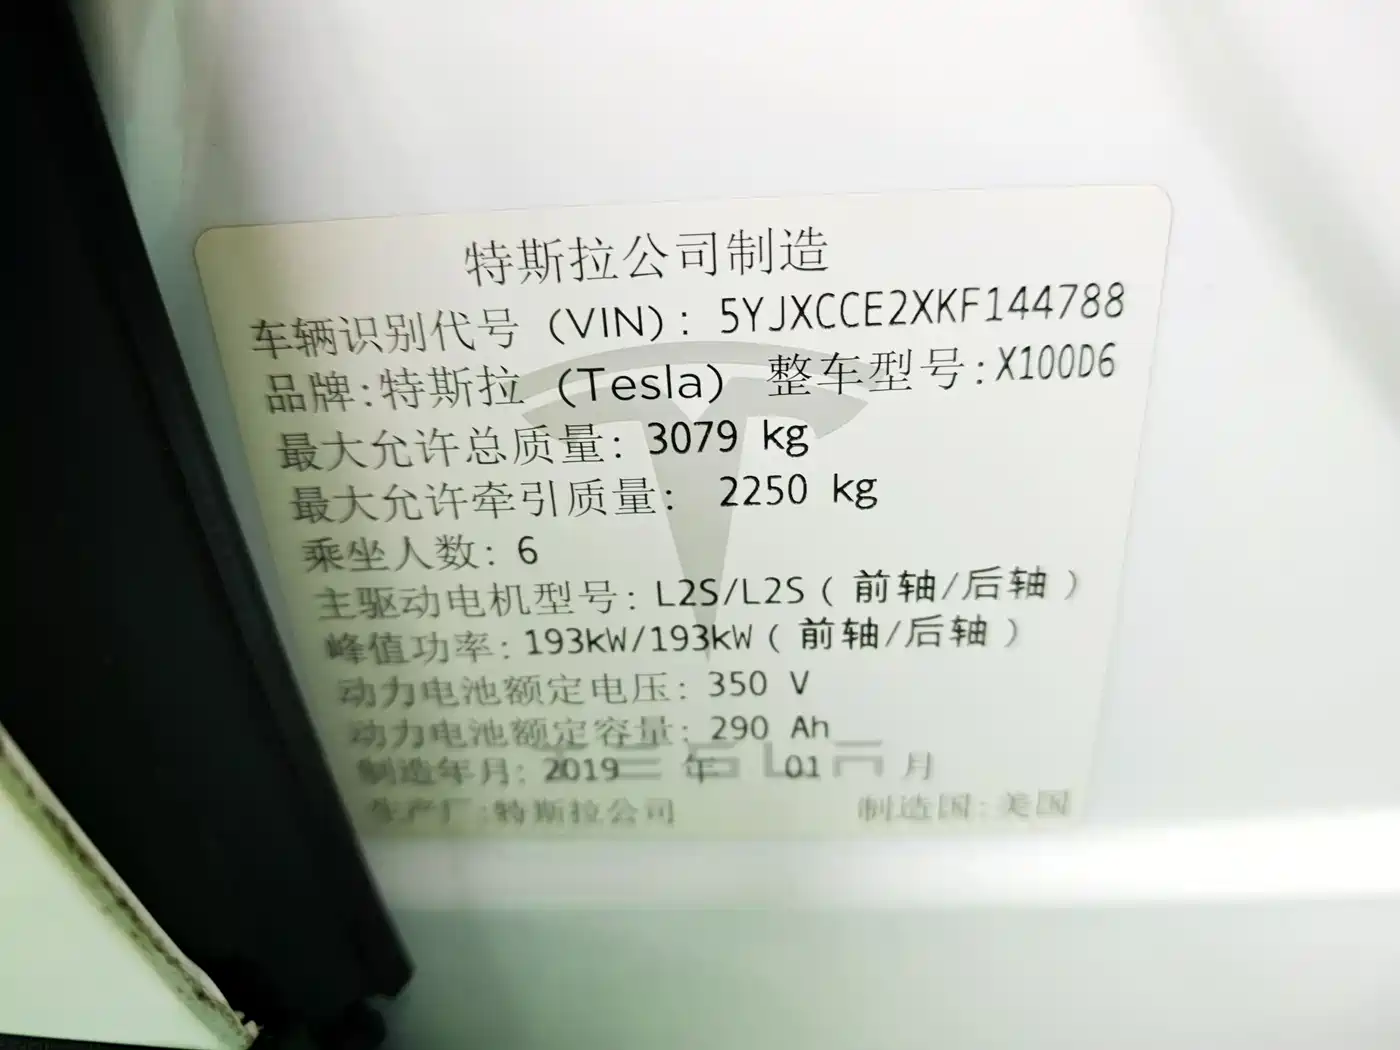 特斯拉公司制造
车辆识别代号 (VIN): 5YJXCCE2XKF144788
品牌:特斯拉 (Tesla) 整车型号:X100D6
最大允许总质量: 3079 kg
最大允许牵引质量: 2250 kg
乘坐人数: 6
主驱动电机型号: L2S/L2S ( 前轴/后轴 )
峰值功率: 193kW/193kW ( 前轴/后轴 )
动力电池额定电压: 350 V
动力电池额定容量: 290 Ah
TESLA
制造年月: 2019 年 01 月
生产厂:特斯拉公司 制造国:美国